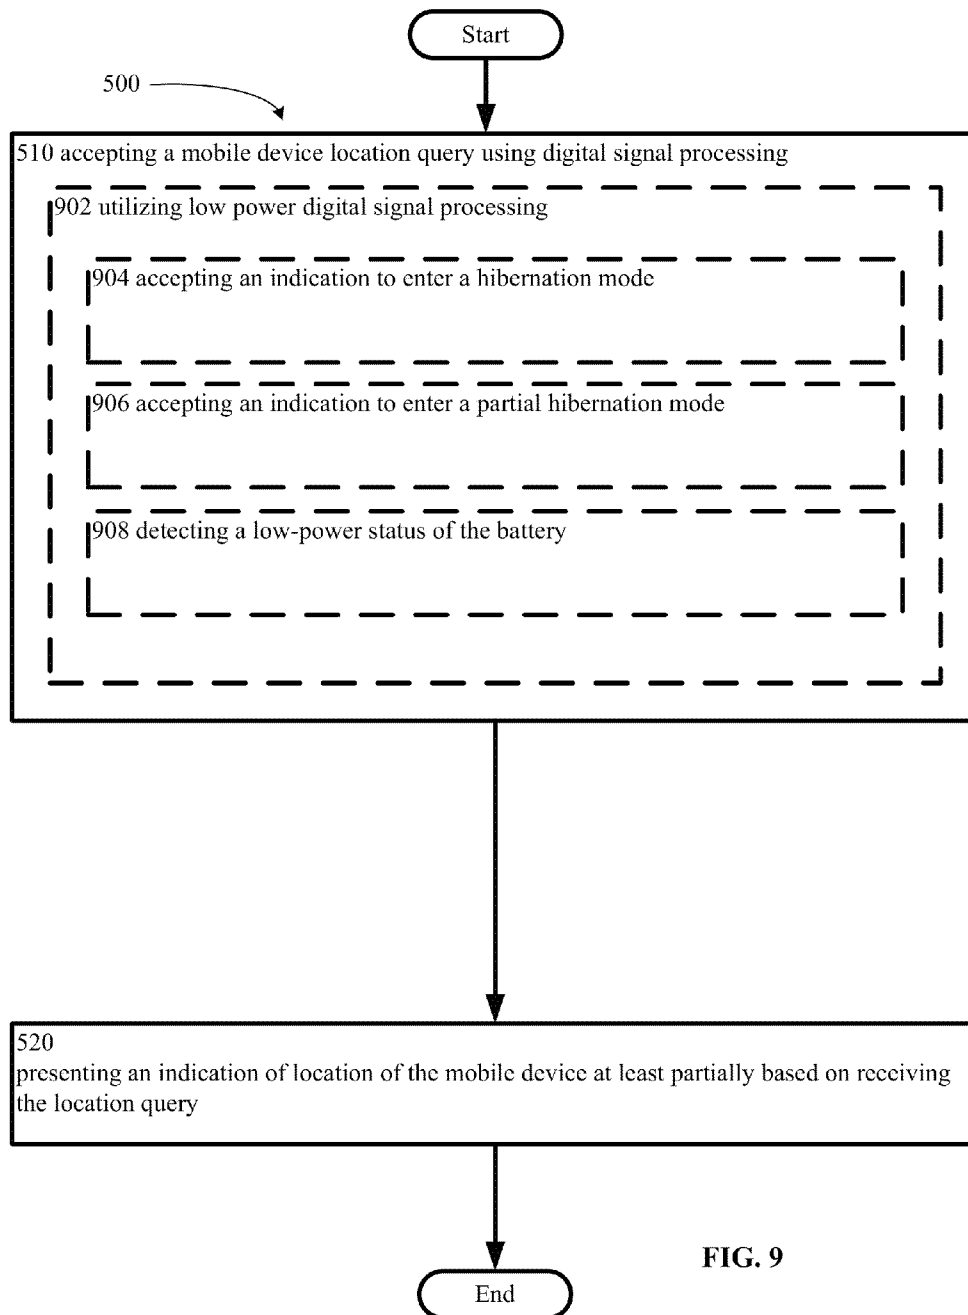 Start
500
510 accepting a mobile device location query using digital signal processing
902 utilizing low power digital signal processing
904 accepting an indication to enter a hibernation mode
906 accepting an indication to enter a partial hibernation mode
908 detecting a low-power status of the battery
520
presenting an indication of location of the mobile device at least partially based on receiving
the location query
FIG. 9
End